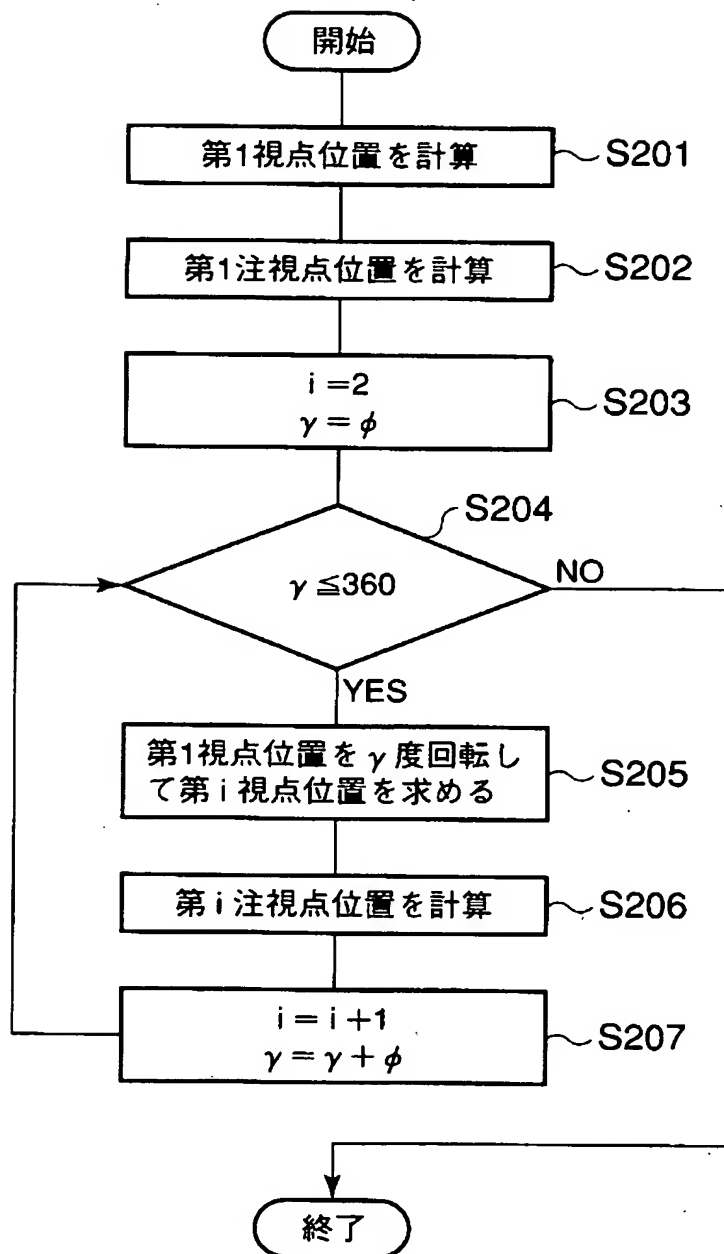 開始
第1視点位置を計算
S201
第1注視点位置を計算
S202
i=2
γ=φ
S203
S204
γ≦360
NO
YES
第1視点位置をγ度回転し
て第i視点位置を求める
S205
第i注視点位置を計算
S206
i=i+1
γ=γ+φ
S207
終了